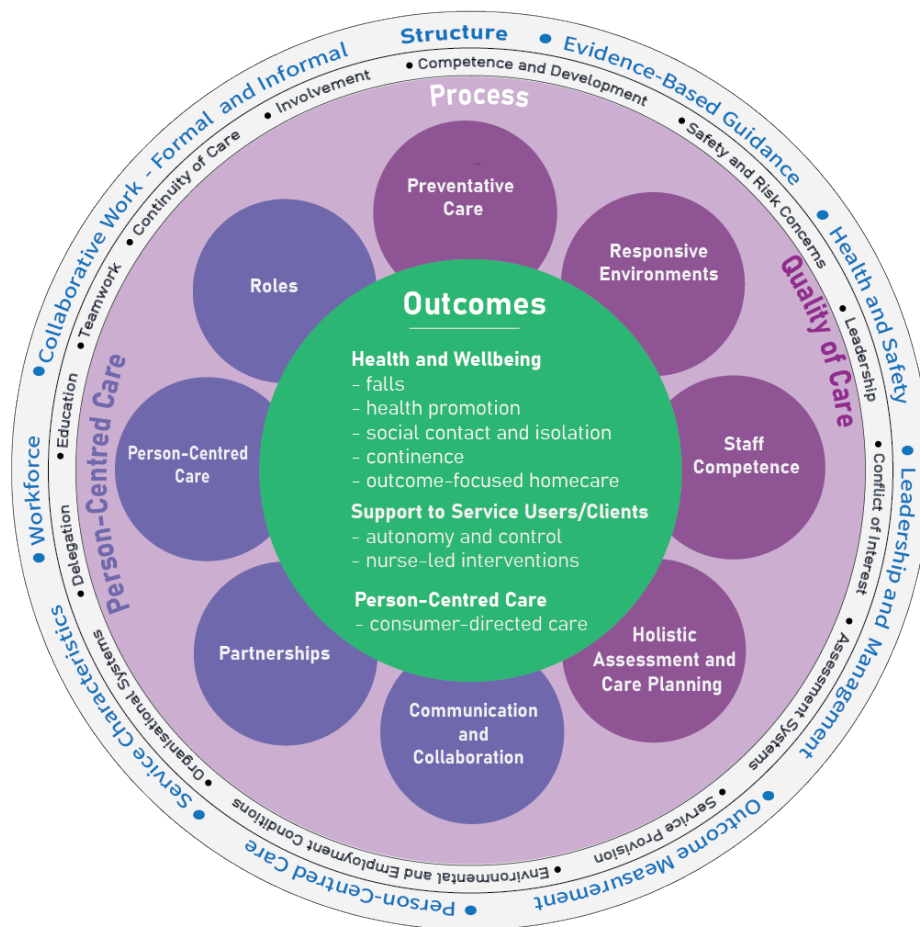 Structure
• Evidence-Based Guidance
• Health and Safety
• Leadership and Management
• Outcome Measurement
• Person-Centred Care
• Service Characteristics
• Workforce
• Collaborative Work - Formal and Informal
• Competence and Development
• Safety and Risk Concerns
• Leadership
• Conflict of Interest
• Assessment Systems
• Service Provision
• Environmental and Employment Conditions
• Organisational Systems
• Delegation
• Education
• Teamwork
• Continuity of Care
• Involvement
Process
Quality of Care
Person-Centred Care
Preventative
Care
Responsive
Environments
Staff
Competence
Holistic
Assessment and
Care Planning
Communication
and
Collaboration
Partnerships
Person-Centred
Care
Roles
Outcomes
Health and Wellbeing
- falls
- health promotion
- social contact and isolation
- continence
- outcome-focused homecare
Support to Service Users/Clients
- autonomy and control
- nurse-led interventions
Person-Centred Care
- consumer-directed care